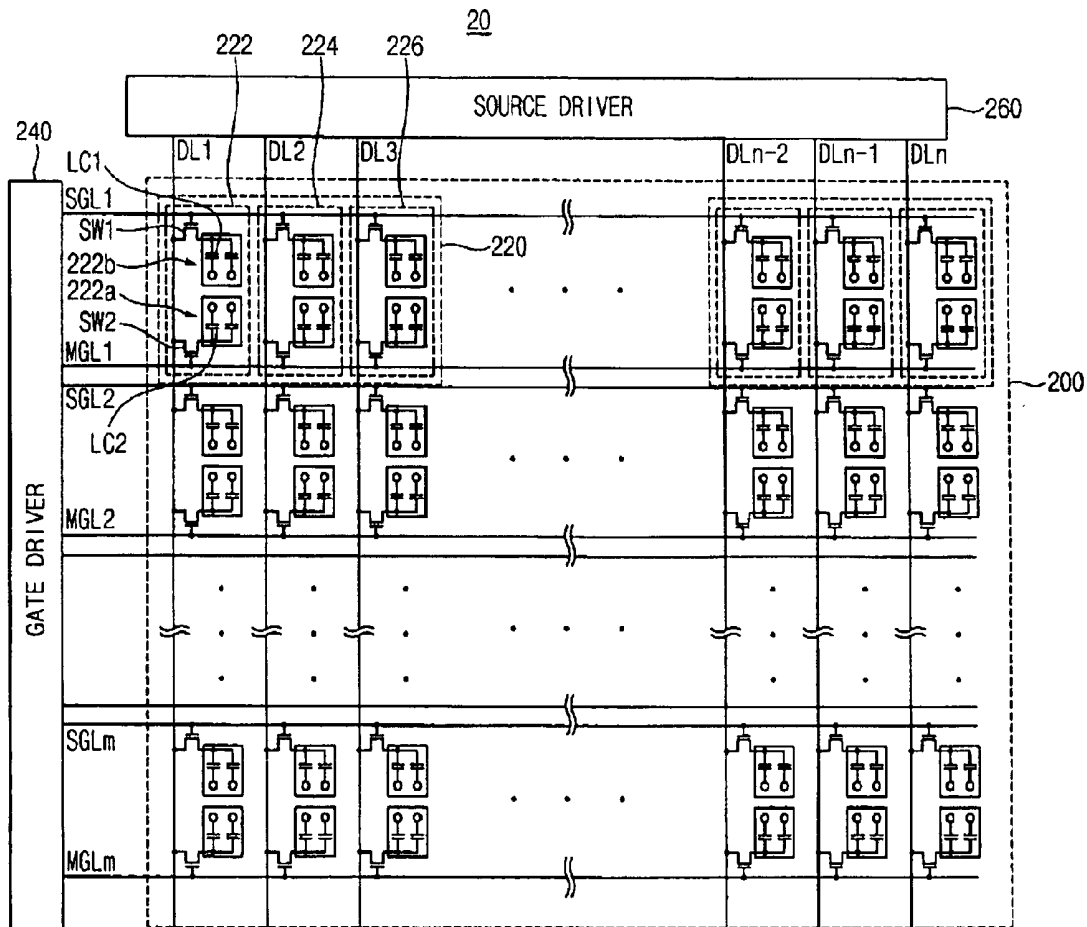 20
222 224 226
SOURCE DRIVER
260
240
LC1
DL1 DL2 DL3 DLn-2 DLn-1 DLn
SGL1
SW1
222b
220
222a
SW2
MGL1
SGL2
200
LC2
MGL2
GATE DRIVER
SGLm
MGLm